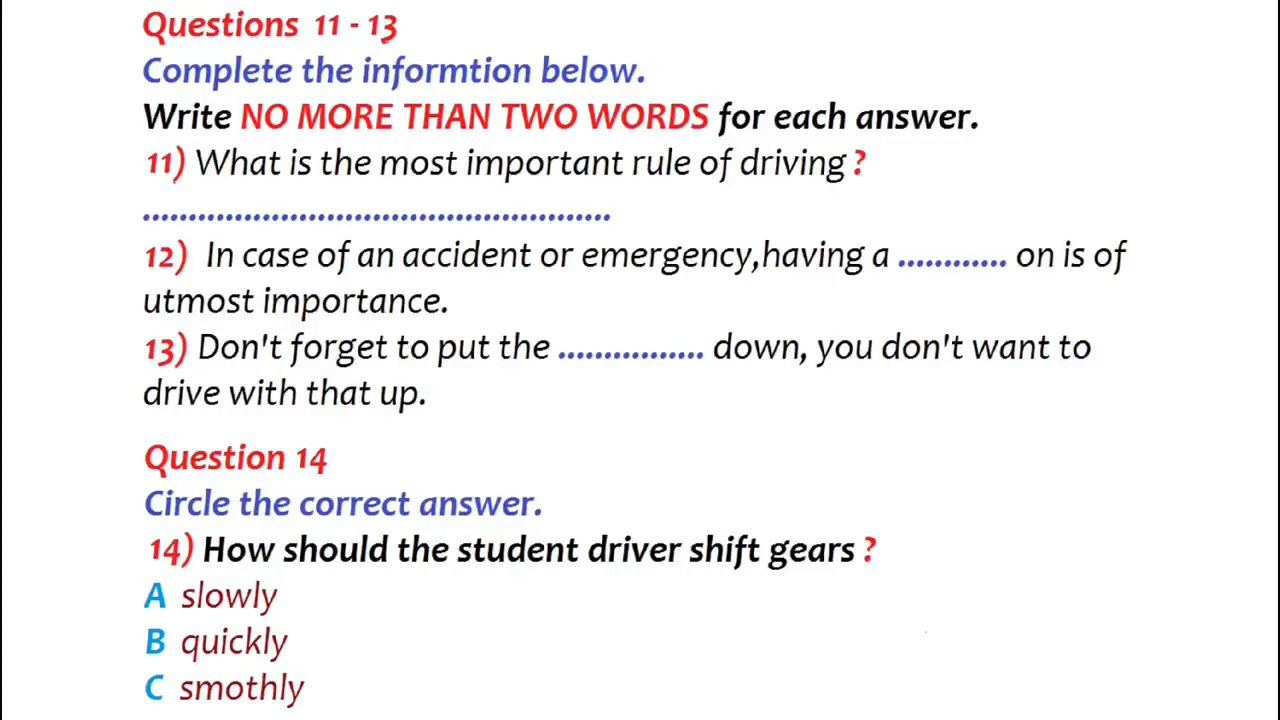 Questions 11 - 13
Complete the informtion below.
Write NO MORE THAN TWO WORDS for each answer.
11) What is the most important rule of driving ?
...................................................
12) In case of an accident or emergency,having a ............ on is of
utmost importance.
13) Don't forget to put the ................ down, you don't want to
drive with that up.
Question 14
Circle the correct answer.
14) How should the student driver shift gears ?
A slowly
B quickly
C smothly